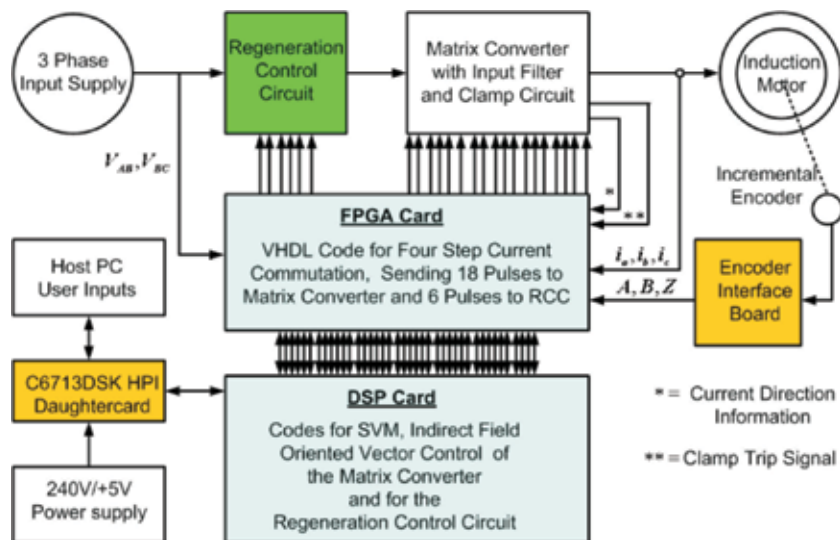 3 Phase
Input Supply
Regeneration
Control
Circuit
Matrix Converter
with Input Filter
and Clamp Circuit
Induction
Motor
V_AB, V_BC
Incremental
Encoder
*
**
FPGA Card
VHDL Code for Four Step Current
Commutation, Sending 18 Pulses to
Matrix Converter and 6 Pulses to RCC
i_a, i_b, i_c
A, B, Z
Encoder
Interface
Board
Host PC
User Inputs
C6713DSK HPI
Daughtercard
240V/+5V
Power supply
DSP Card
Codes for SVM, Indirect Field
Oriented Vector Control of
the Matrix Converter
and for the
Regeneration Control Circuit
* = Current Direction
Information
** = Clamp Trip Signal